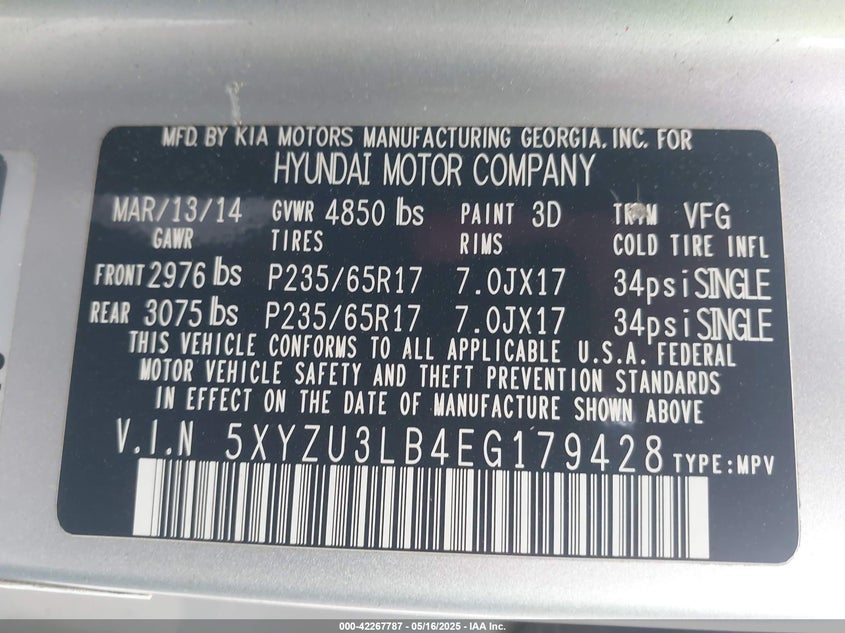 MFD. BY KIA MOTORS MANUFACTURING GEORGIA. INC. FOR
HYUNDAI MOTOR COMPANY
MAR/13/14 GVWR 4850 lbs PAINT 3D TRIM VFG
GAWR TIRES RIMS COLD TIRE INFL
FRONT 2976 lbs P235/65R17 7.0JX17 34psi SINGLE
REAR 3075 lbs P235/65R17 7.0JX17 34psi SINGLE
THIS VEHICLE CONFORMS TO ALL APPLICABLE U.S.A. FEDERAL
MOTOR VEHICLE SAFETY AND THEFT PREVENTION STANDARDS
IN EFFECT ON THE DATE OF MANUFACTURE SHOWN ABOVE
V.I.N 5XYZU3LB4EG179428 TYPE:MPV
000-42267787 - 05/16/2025 - IAA Inc.